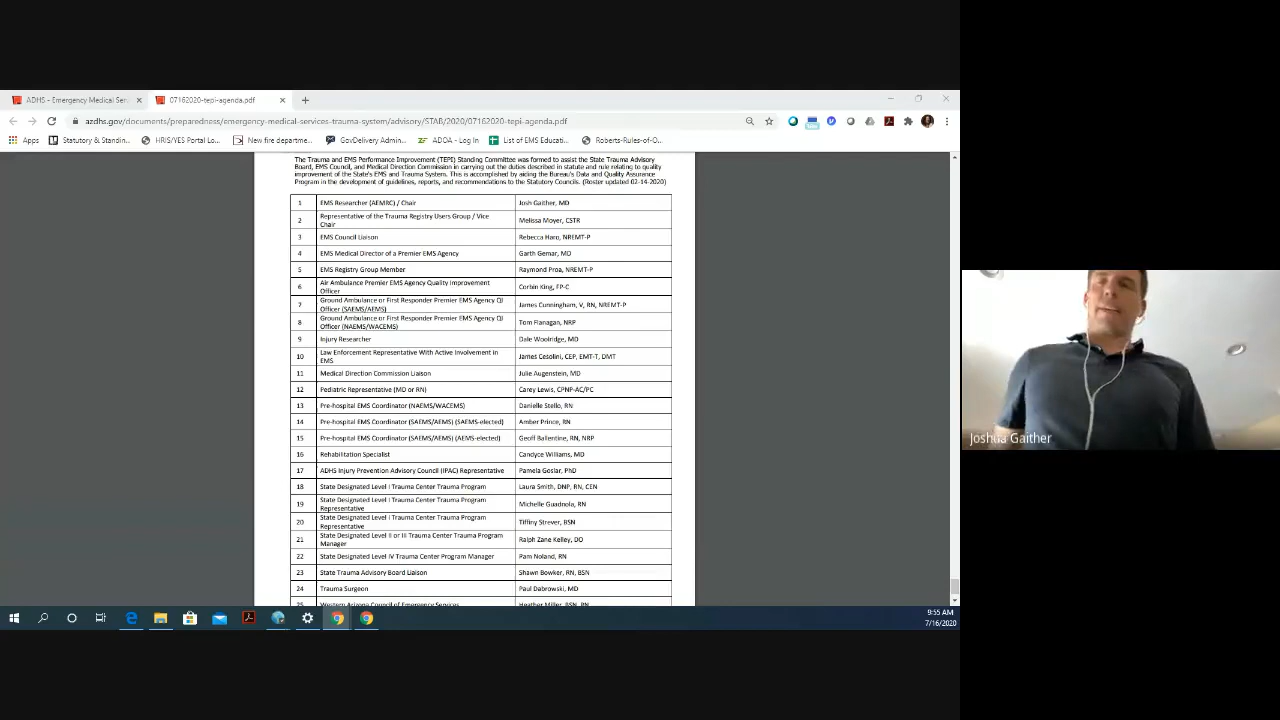 ADHS - Emergency Medical Ser
07162020-tepi-agenda.pdf
azdhs.gov/documents/preparedness/emergency-medical-services-trauma-system/advisory/STAB/2020/07162020-tepi-agenda.pdf
Apps
Statutory & Standin...
HRIS/YES Portal Lo...
New fire departme...
GovDelivery Admin...
ADOA - Log In
List of EMS Educati...
Roberts-Rules-of-O...
The Trauma and EMS Performance Improvement (TEPI) Standing Committee was formed to assist the State Trauma Advisory
Board, EMS Council, and Medical Direction Commission in carrying out the duties described in statute and rule relating to quality
improvement of the State's EMS and Trauma System. This is accomplished by aiding the Bureau's Data and Quality Assurance
Program in the development of guidelines, reports, and recommendations to the Statutory Councils. (Roster updated 02-14-2020)
1 EMS Researcher (AEMRC) / Chair Josh Gaither, MD
2 Representative of the Trauma Registry Users Group / Vice
Chair Melissa Moyer, CSTR
3 EMS Council Liaison Rebecca Haro, NREMT-P
4 EMS Medical Director of a Premier EMS Agency Garth Gemar, MD
5 EMS Registry Group Member Raymond Proa, NREMT-P
6 Air Ambulance Premier EMS Agency Quality Improvement
Officer Corbin King, FP-C
7 Ground Ambulance or First Responder Premier EMS Agency QI
Officer (SAEMS/AEMS) James Cunningham, V, RN, NREMT-P
8 Ground Ambulance or First Responder Premier EMS Agency QI
Officer (NAEMS/WACEMS) Tom Flanagan, NRP
9 Injury Researcher Dale Woolridge, MD
10 Law Enforcement Representative With Active Involvement in
EMS James Cesolini, CEP, EMT-T, DMT
11 Medical Direction Commission Liaison Julie Augenstein, MD
12 Pediatric Representative (MD or RN) Carey Lewis, CPNP-AC/PC
13 Pre-hospital EMS Coordinator (NAEMS/WACEMS) Danielle Stello, RN
14 Pre-hospital EMS Coordinator (SAEMS/AEMS) (SAEMS-elected) Amber Prince, RN
15 Pre-hospital EMS Coordinator (SAEMS/AEMS) (AEMS-elected) Geoff Ballentine, RN, NRP
16 Rehabilitation Specialist Candyce Williams, MD
17 ADHS Injury Prevention Advisory Council (IPAC) Representative Pamela Goslar, PhD
18 State Designated Level I Trauma Center Trauma Program Laura Smith, DNP, RN, CEN
19 State Designated Level I Trauma Center Trauma Program
Representative Michelle Guadnola, RN
20 State Designated Level I Trauma Center Trauma Program
Representative Tiffiny Strever, BSN
21 State Designated Level II or III Trauma Center Trauma Program
Manager Ralph Zane Kelley, DO
22 State Designated Level IV Trauma Center Program Manager Pam Noland, RN
23 State Trauma Advisory Board Liaison Shawn Bowker, RN, BSN
24 Trauma Surgeon Paul Dabrowski, MD
25 Western Arizona Council of Emergency Services Heather Miller, BSN, RN
9:55 AM
7/16/2020
Joshua Gaither